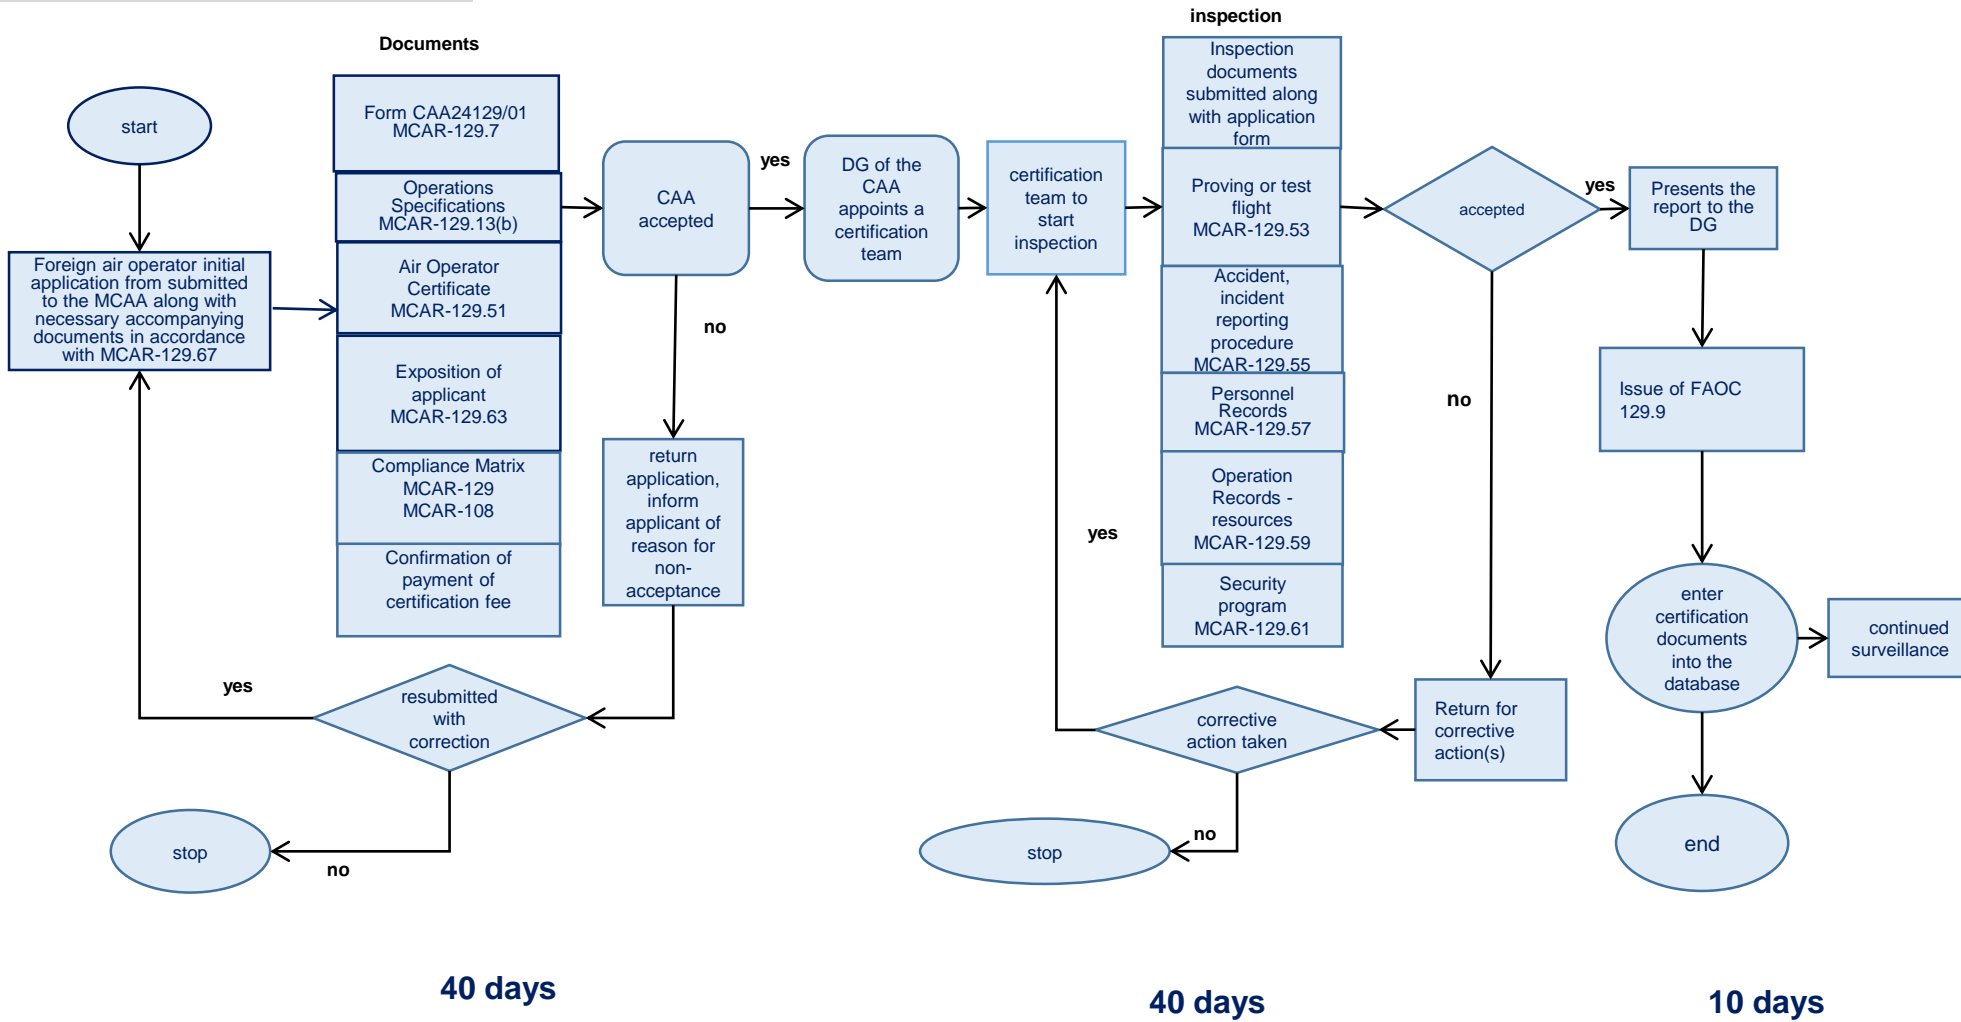 Documents
inspection
start
Foreign air operator initial
application from submitted
to the MCAA along with
necessary accompanying
documents in accordance
with MCAR-129.67
Form CAA24129/01
MCAR-129.7
Operations
Specifications
MCAR-129.13(b)
Air Operator
Certificate
MCAR-129.51
Exposition of
applicant
MCAR-129.63
Compliance Matrix
MCAR-129
MCAR-108
Confirmation of
payment of
certification fee
CAA
accepted
yes
no
return
application,
inform
applicant of
reason for
non-
acceptance
resubmitted
with
correction
yes
no
stop
DG of the
CAA
appoints a
certification
team
certification
team to
start
inspection
Inspection
documents
submitted along
with application
form
Proving or test
flight
MCAR-129.53
Accident,
incident
reporting
procedure
MCAR-129.55
Personnel
Records
MCAR-129.57
Operation
Records -
resources
MCAR-129.59
Security
program
MCAR-129.61
accepted
yes
no
Return for
corrective
action(s)
corrective
action taken
yes
no
stop
Presents the
report to the
DG
Issue of FAOC
129.9
enter
certification
documents
into the
database
continued
surveillance
end
40 days
40 days
10 days